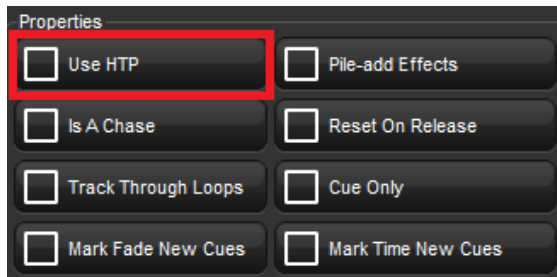 Properties
Use HTP
Pile-add Effects
Is A Chase
Reset On Release
Track Through Loops
Cue Only
Mark Fade New Cues
Mark Time New Cues